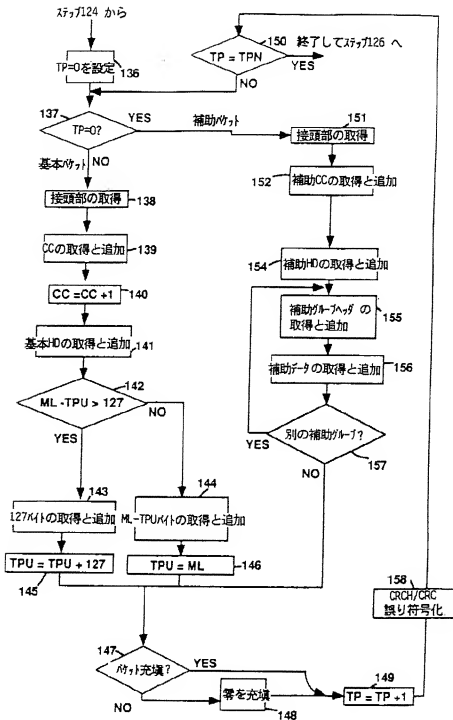 ステップ124 から
TP=0を設定
136
TP = TPN
150
終了してステップ126 へ
YES
NO
137
TP=0?
YES
補助パケット
基本パケット
NO
接頭部の取得
138
CCの取得と追加
139
CC =CC +1
140
基本HDの取得と追加
141
142
ML -TPU > 127
NO
YES
143
127バイトの取得と追加
144
ML-TPUバイトの取得と追加
TPU = TPU + 127
145
TPU = ML
146
151
接頭部の取得
152
補助CCの取得と追加
154
補助HDの取得と追加
補助グループヘッダ の
取得と追加
155
補助データの取得と追加
156
別の補助グループ?
YES
157
NO
158
CRCH/CRC
誤り符号化
147
パケット充填?
YES
NO
零を充填
148
149
TP = TP +1